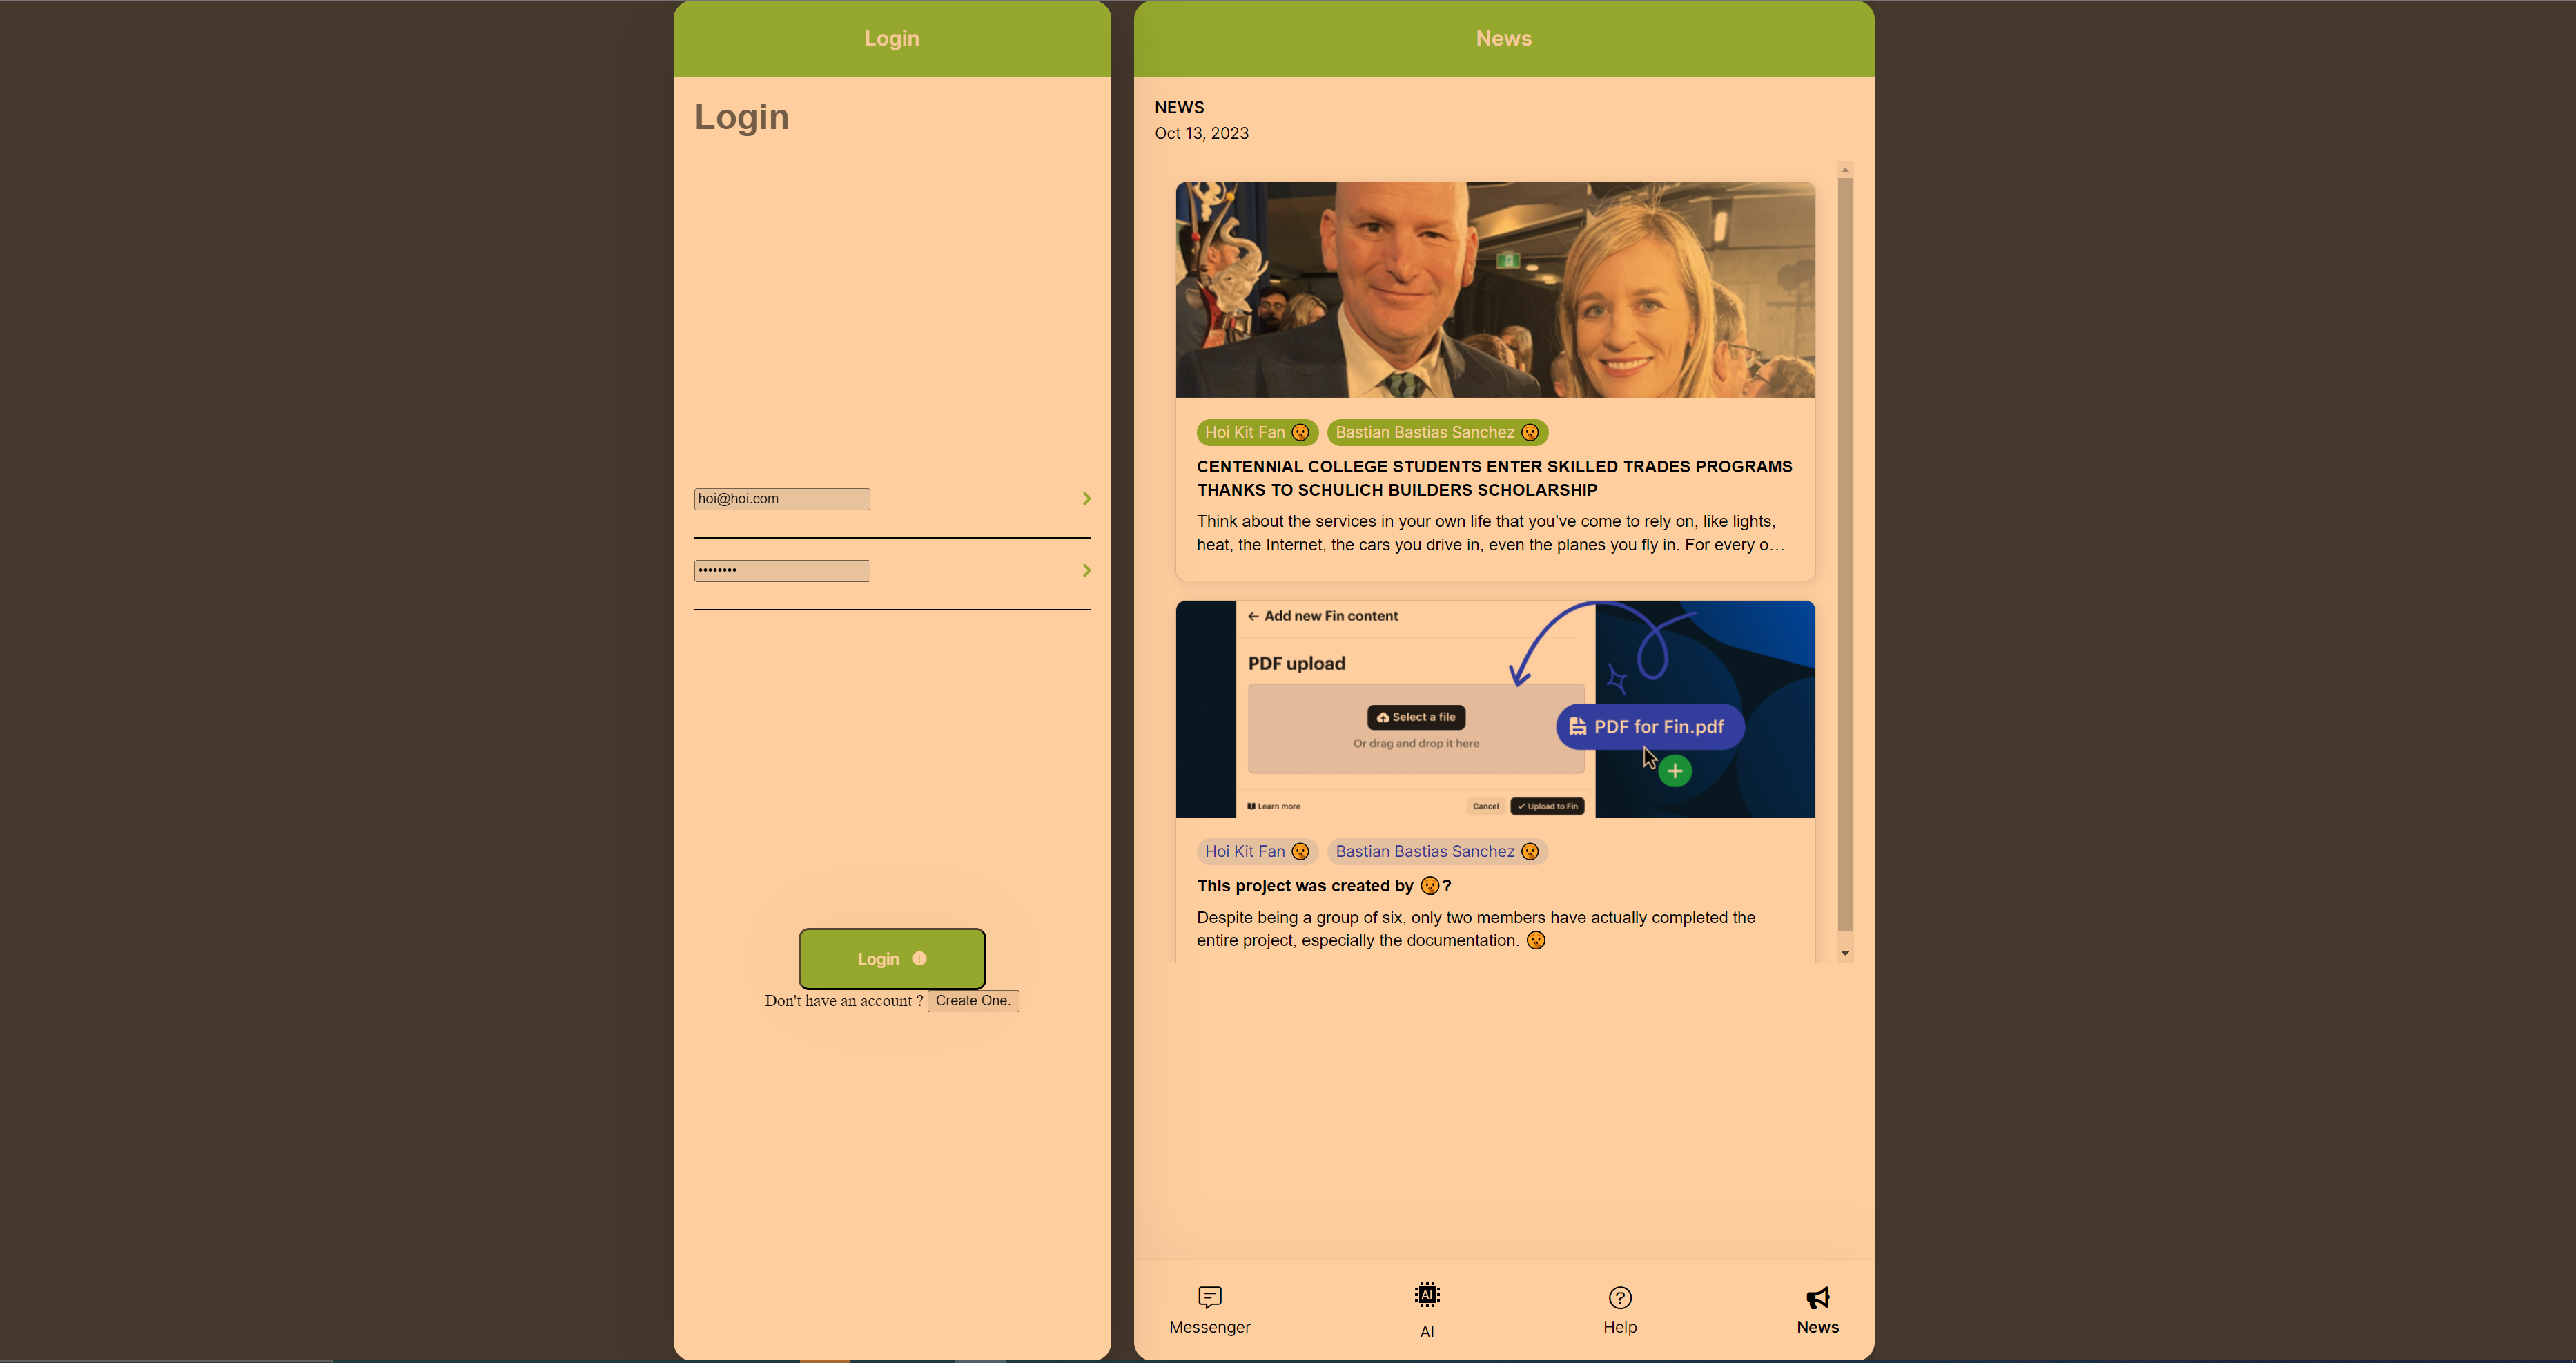 Login
Login
hoi@hoi.com
••••••••
Login
Don't have an account ? Create One.
News
NEWS
Oct 13, 2023
Hoi Kit Fan 🤫 Bastian Bastias Sanchez 🤫
CENTENNIAL COLLEGE STUDENTS ENTER SKILLED TRADES PROGRAMS
THANKS TO SCHULICH BUILDERS SCHOLARSHIP
Think about the services in your own life that you’ve come to rely on, like lights,
heat, the Internet, the cars you drive in, even the planes you fly in. For every o…
← Add new Fin content
PDF upload
Select a file
Or drag and drop it here
PDF for Fin.pdf
Learn more
Cancel
Upload to Fin
Hoi Kit Fan 🤫 Bastian Bastias Sanchez 🤫
This project was created by 🤫?
Despite being a group of six, only two members have actually completed the
entire project, especially the documentation. 🤫
AI
Messenger
AI
Help
News